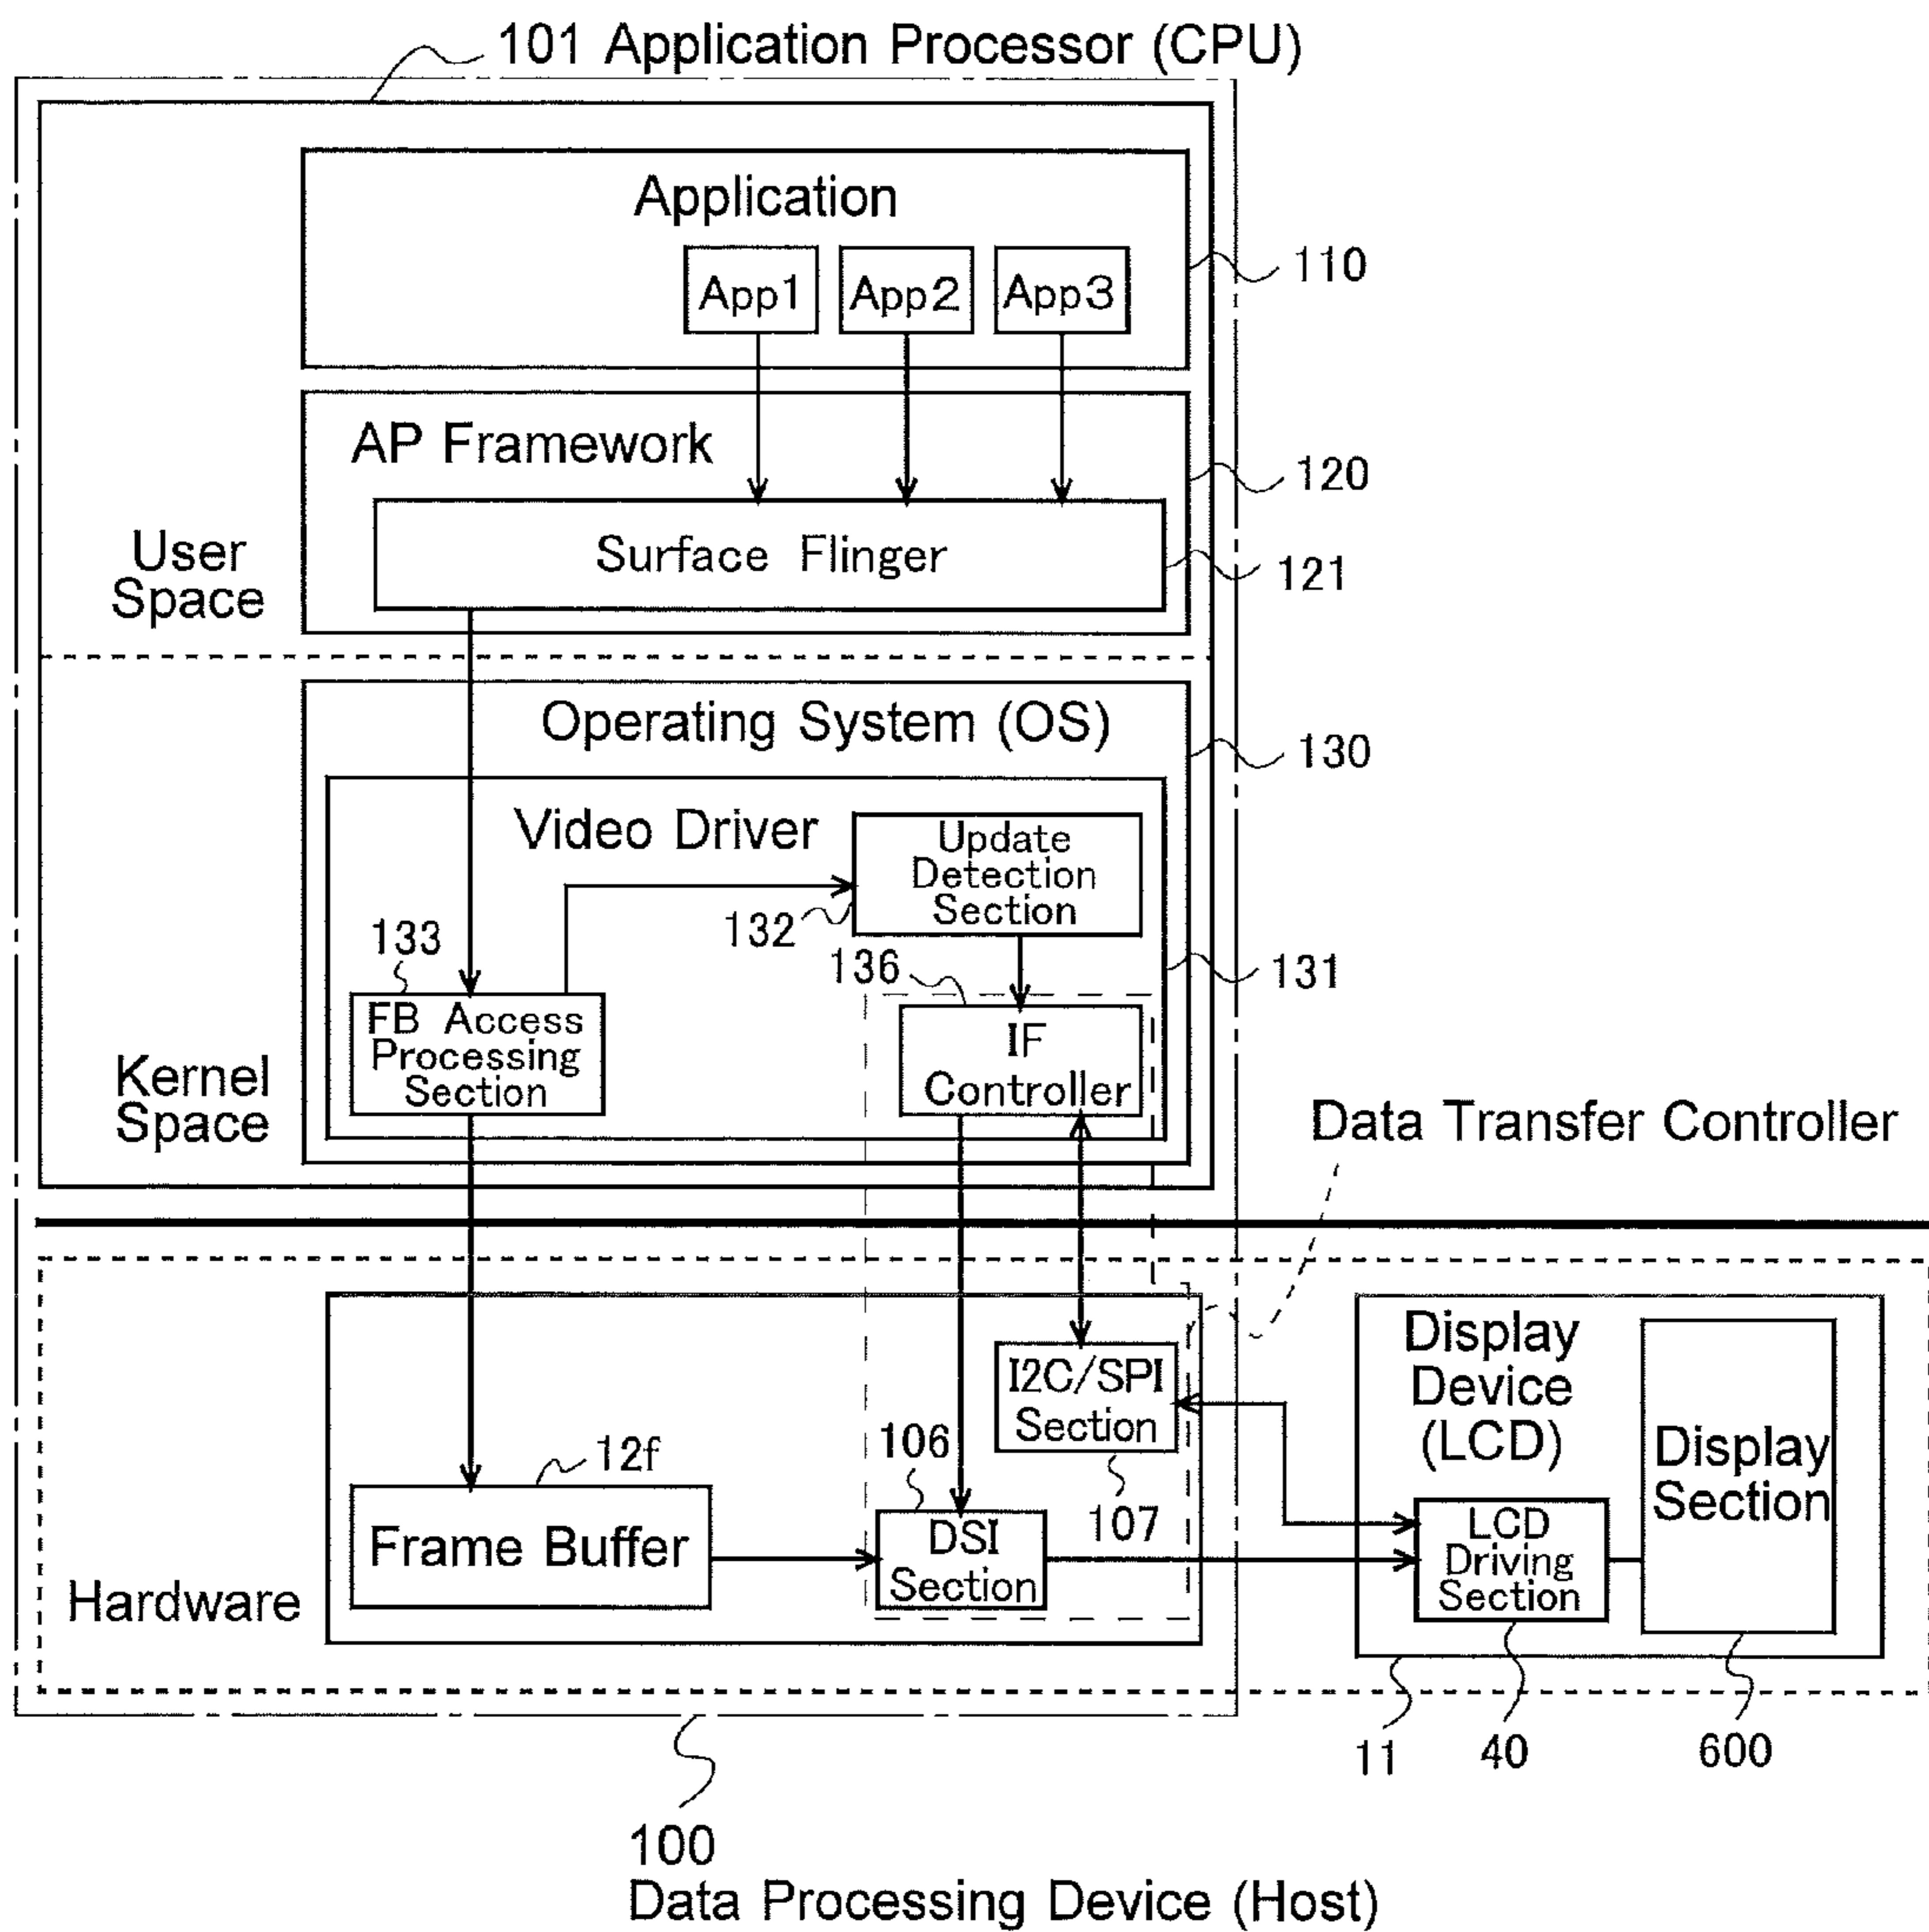 101 Application Processor (CPU)
Application
App1
App2
App3
110
AP Framework
120
Surface Flinger
121
User
Space
Operating System (OS)
130
Video Driver
Update
Detection
Section
132
133
136
131
FB Access
Processing
Section
IF
Controller
Kernel
Space
Data Transfer Controller
I2C/SPI
Section
107
106
12f
Frame Buffer
DSI
Section
Hardware
Display
Device
(LCD)
Display
Section
LCD
Driving
Section
11
40
600
100
Data Processing Device (Host)